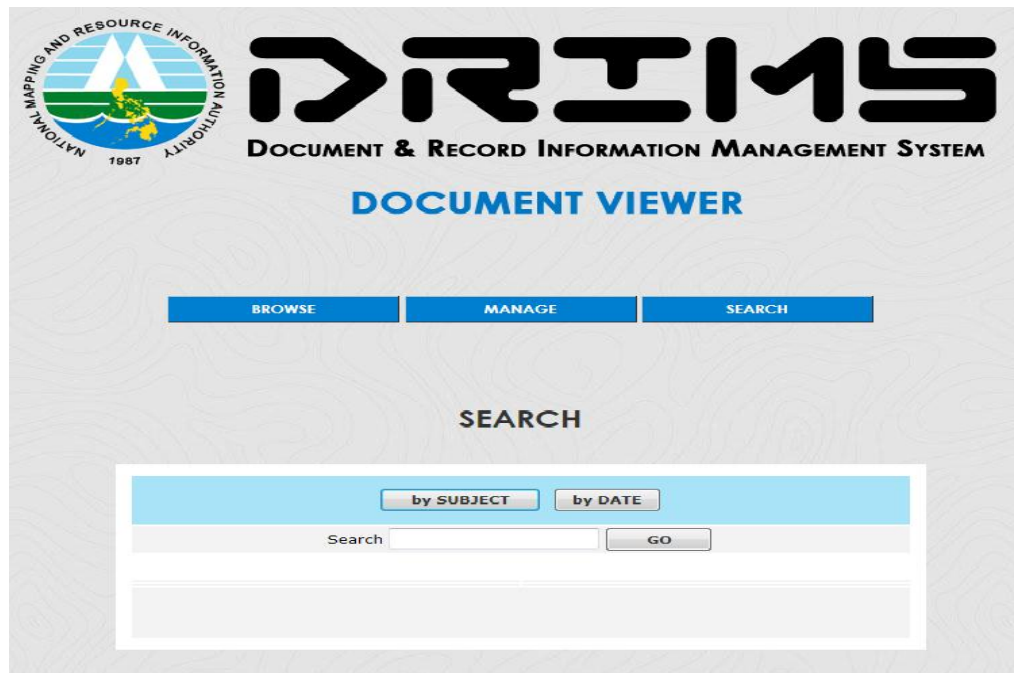 NATIONAL MAPPING AND RESOURCE INFORMATION AUTHORITY
1987
DRIMS
DOCUMENT & RECORD INFORMATION MANAGEMENT SYSTEM
DOCUMENT VIEWER
BROWSE MANAGE SEARCH
SEARCH
by SUBJECT by DATE
Search GO